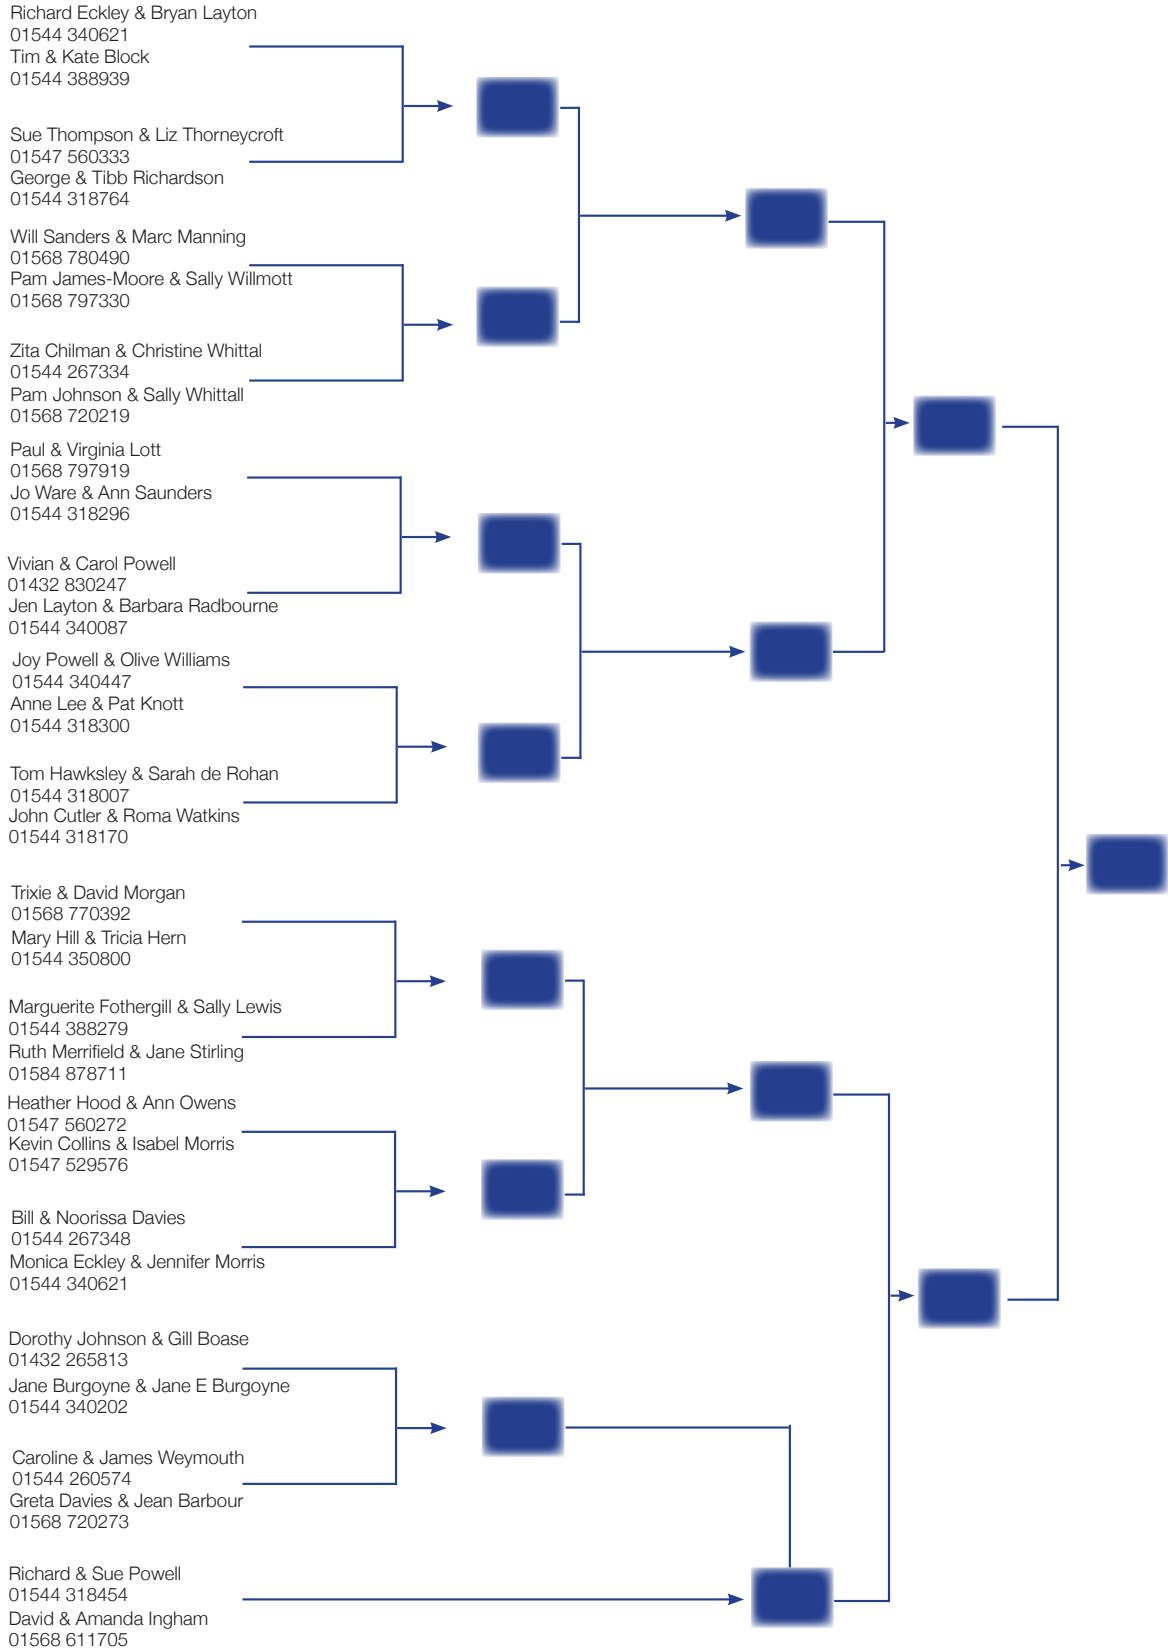 Richard Eckley & Bryan Layton
01544 340621
Tim & Kate Block
01544 388939
Sue Thompson & Liz Thorneycroft
01547 560333
George & Tibb Richardson
01544 318764
Will Sanders & Marc Manning
01568 780490
Pam James-Moore & Sally Willmott
01568 797330
Zita Chilman & Christine Whittal
01544 267334
Pam Johnson & Sally Whittall
01568 720219
Paul & Virginia Lott
01568 797919
Jo Ware & Ann Saunders
01544 318296
Vivian & Carol Powell
01432 830247
Jen Layton & Barbara Radbourne
01544 340087
Joy Powell & Olive Williams
01544 340447
Anne Lee & Pat Knott
01544 318300
Tom Hawksley & Sarah de Rohan
01544 318007
John Cutler & Roma Watkins
01544 318170
Trixie & David Morgan
01568 770392
Mary Hill & Tricia Hern
01544 350800
Marguerite Fothergill & Sally Lewis
01544 388279
Ruth Merrifield & Jane Stirling
01584 878711
Heather Hood & Ann Owens
01547 560272
Kevin Collins & Isabel Morris
01547 529576
Bill & Noorissa Davies
01544 267348
Monica Eckley & Jennifer Morris
01544 340621
Dorothy Johnson & Gill Boase
01432 265813
Jane Burgoyne & Jane E Burgoyne
01544 340202
Caroline & James Weymouth
01544 260574
Greta Davies & Jean Barbour
01568 720273
Richard & Sue Powell
01544 318454
David & Amanda Ingham
01568 611705